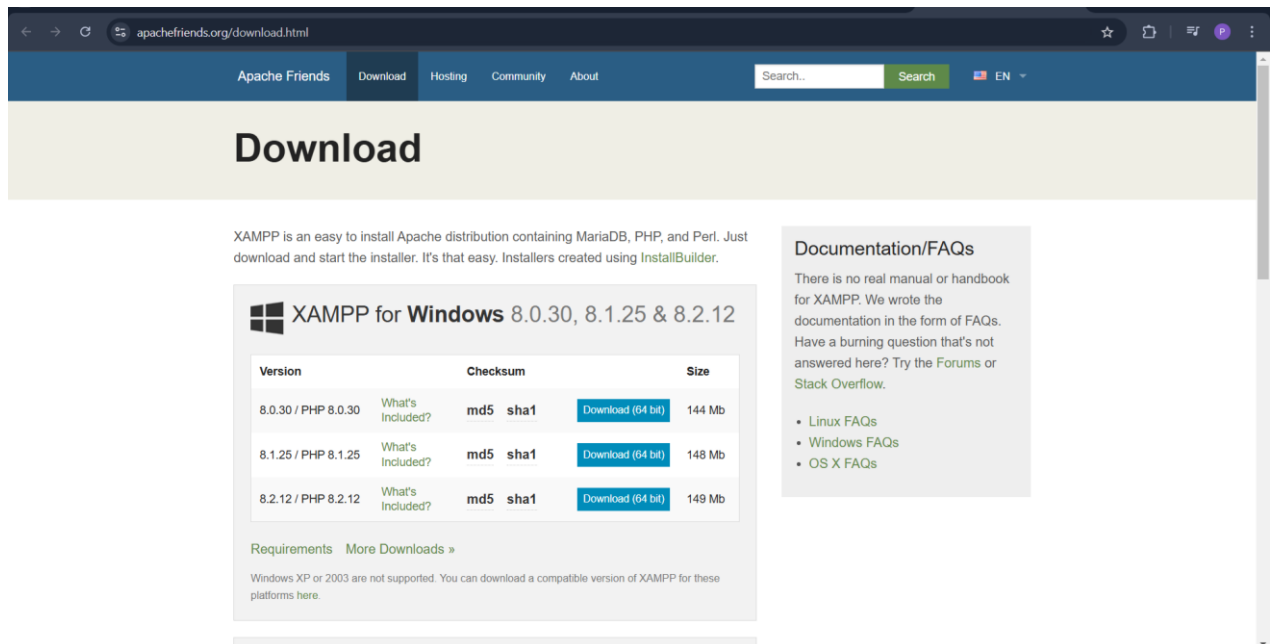 apachefriends.org/download.html
P
Apache Friends Download Hosting Community About Search.. Search EN
Download
XAMPP is an easy to install Apache distribution containing MariaDB, PHP, and Perl. Just
download and start the installer. It's that easy. Installers created using InstallBuilder.
XAMPP for Windows 8.0.30, 8.1.25 & 8.2.12
Version Checksum Size
8.0.30 / PHP 8.0.30 What's Included? md5 sha1 Download (64 bit) 144 Mb
8.1.25 / PHP 8.1.25 What's Included? md5 sha1 Download (64 bit) 148 Mb
8.2.12 / PHP 8.2.12 What's Included? md5 sha1 Download (64 bit) 149 Mb
Requirements More Downloads »
Windows XP or 2003 are not supported. You can download a compatible version of XAMPP for these
platforms here.
Documentation/FAQs
There is no real manual or handbook
for XAMPP. We wrote the
documentation in the form of FAQs.
Have a burning question that's not
answered here? Try the Forums or
Stack Overflow.
• Linux FAQs
• Windows FAQs
• OS X FAQs